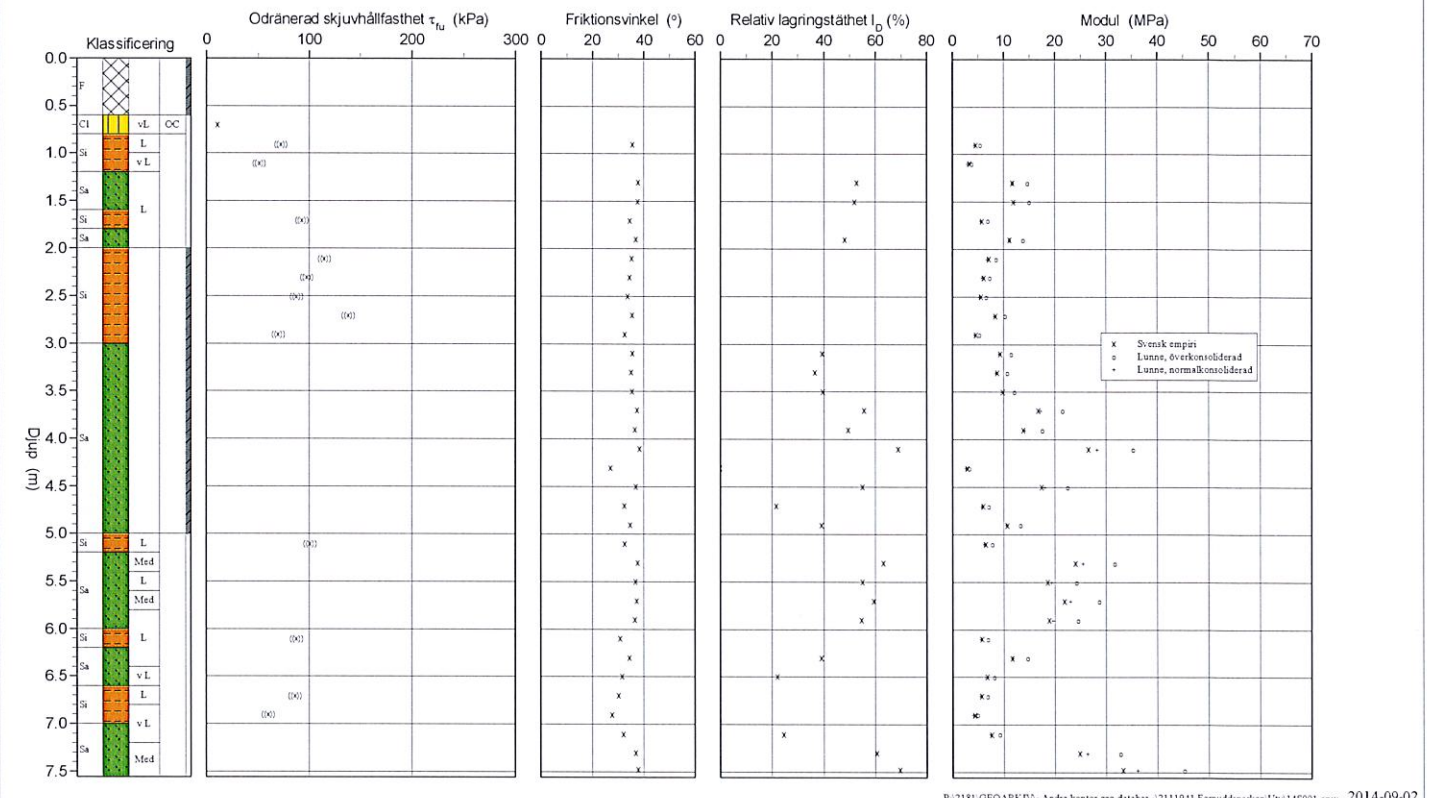 Odränerad skjuvhållfasthet τfu (kPa)
Friktionsvinkel (°)
Relativ lagringstäthet ID (%)
Modul (MPa)
Klassificering
0 100 200 300
0 20 40 60
0 20 40 60 80
0 10 20 30 40 50 60 70
Djup (m)
0.0
F
0.5
Cl vL OC
Si L
1.0
vL
Sa
1.5
L
Si
Sa
2.0
Si
2.5
3.0
x Svensk empiri
o Lunne, överkonsoliderad
+ Lunne, normalkonsoliderad
3.5
Sa
4.0
4.5
5.0
Si L
Med
5.5
L
Sa
Med
6.0
Si L
Sa
6.5
vL
L
Si
7.0
vL
Sa
Med
7.5
2014-09-02